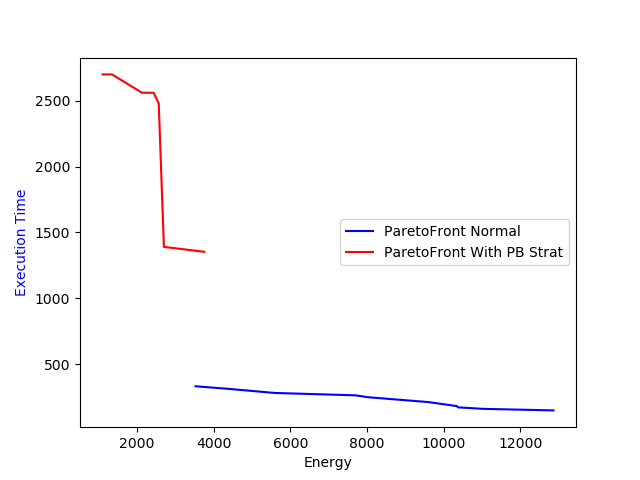 2500
2000
1500
1000
500
Execution Time
ParetoFront Normal
ParetoFront With PB Strat
2000 4000 6000 8000 10000 12000
Energy